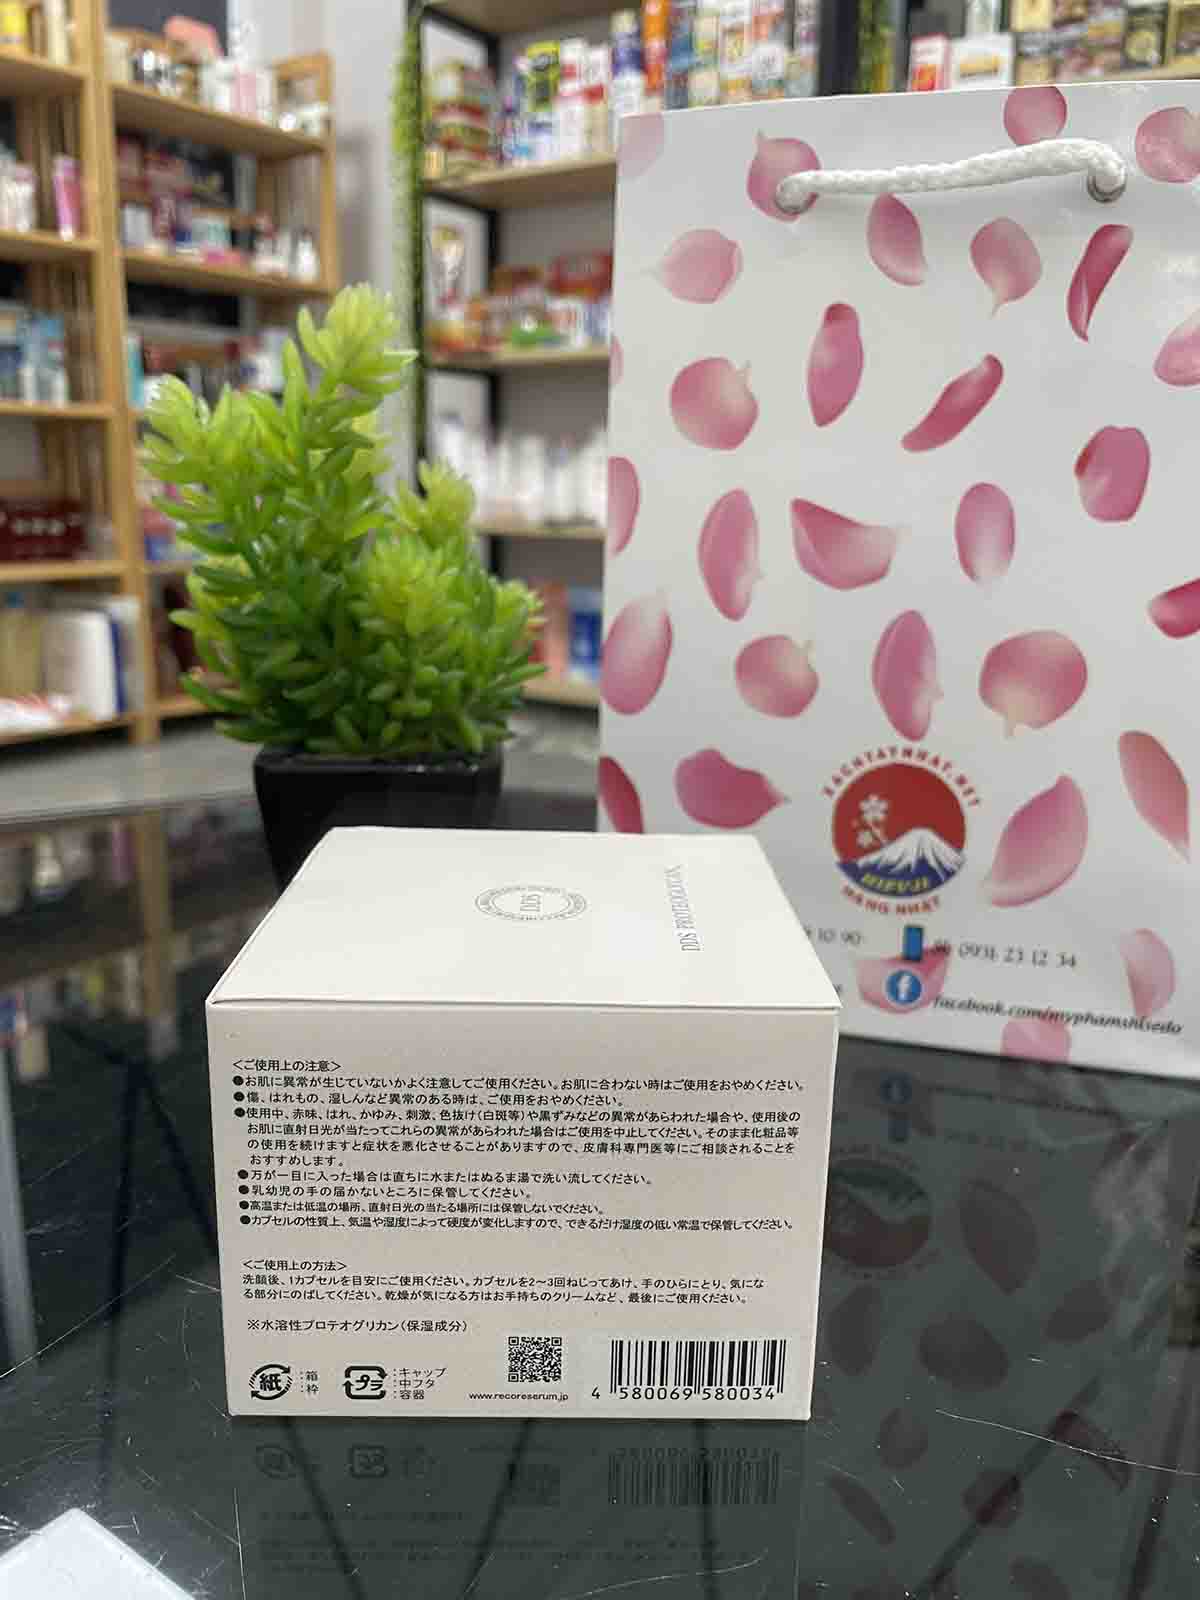 ZACHTAYNHAT.NET
HIFUJI
HÀNG NHẬT
10 90
093t 23 12 34
facebook.com/myphamshisedo
DDS
DDS PROTEOGLYCAN
＜ご使用上の注意＞
●お肌に異常が生じていないかよく注意してご使用ください。お肌に合わない時はご使用をおやめください。
●傷、はれもの、湿しんなど異常のある時は、ご使用をおやめください。
●使用中、赤味、はれ、かゆみ、刺激、色抜け（白斑等）や黒ずみなどの異常があらわれた場合や、使用後の
お肌に直射日光が当たってこれらの異常があらわれた場合はご使用を中止してください。そのまま化粧品等
の使用を続けますと症状を悪化させることがありますので、皮膚科専門医等にご相談されることを
おすすめします。
●万が一目に入った場合は直ちに水またはぬるま湯で洗い流してください。
●乳幼児の手の届かないところに保管してください。
●高温または低温の場所、直射日光の当たる場所には保管しないでください。
●カプセルの性質上、気温や湿度によって硬度が変化しますので、できるだけ湿度の低い常温で保管してください。
＜ご使用上の方法＞
洗顔後、1カプセルを目安にご使用ください。カプセルを2～3回ねじってあけ、手のひらにとり、気にな
る部分にのばしてください。乾燥が気になる方はお手持ちのクリームなど、最後にご使用ください。
※水溶性プロテオグリカン（保湿成分）
紙 ：箱
：枠
プラ ：キャップ
中フタ
：容器
www.recoreserum.jp
4 580069 580034